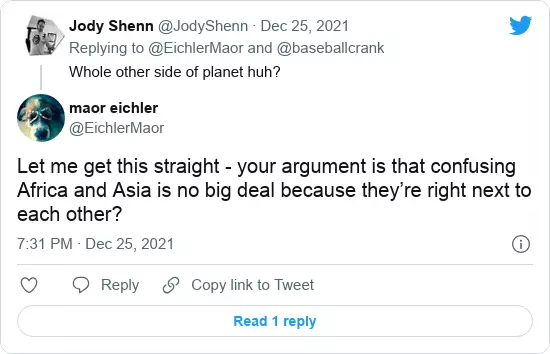 Jody Shenn @JodyShenn · Dec 25, 2021
Replying to @EichlerMaor and @baseballcrank
Whole other side of planet huh?
maor eichler
@EichlerMaor
Let me get this straight - your argument is that confusing
Africa and Asia is no big deal because they’re right next to
each other?
7:31 PM · Dec 25, 2021
Reply
Copy link to Tweet
Read 1 reply